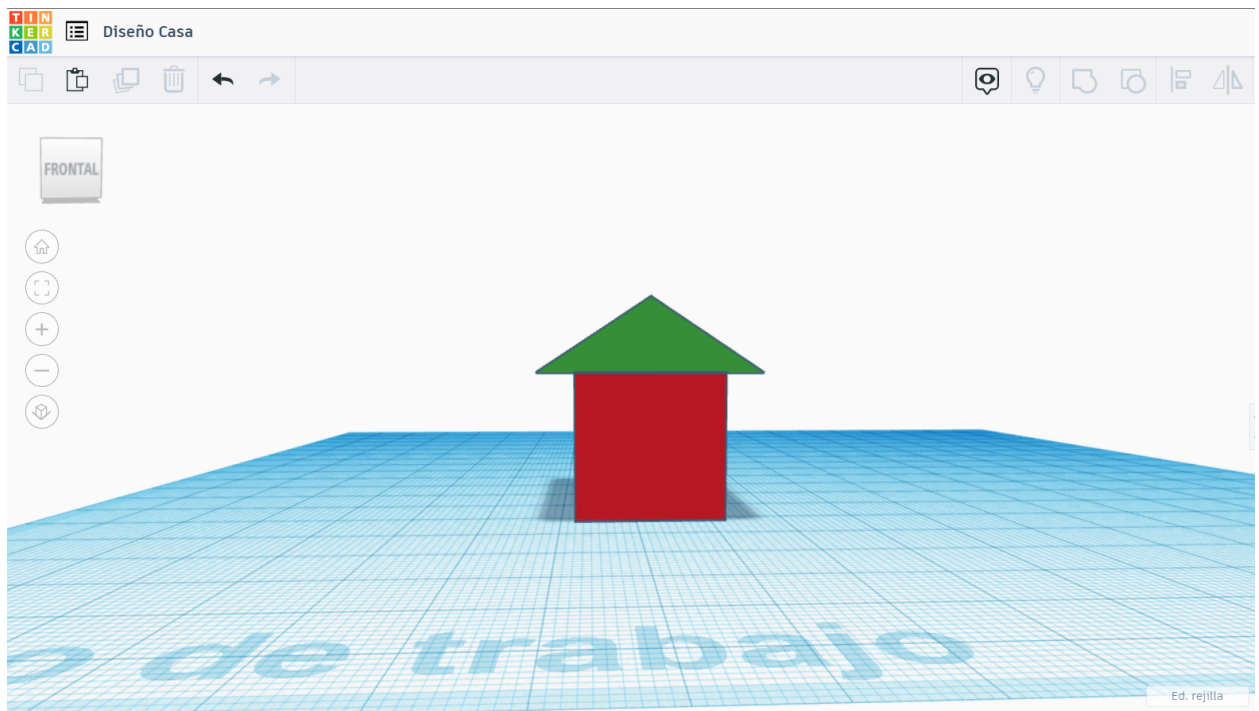 TIN
KER
CAD
Diseño Casa
FRONTAL
o de trabajo
Ed. rejilla